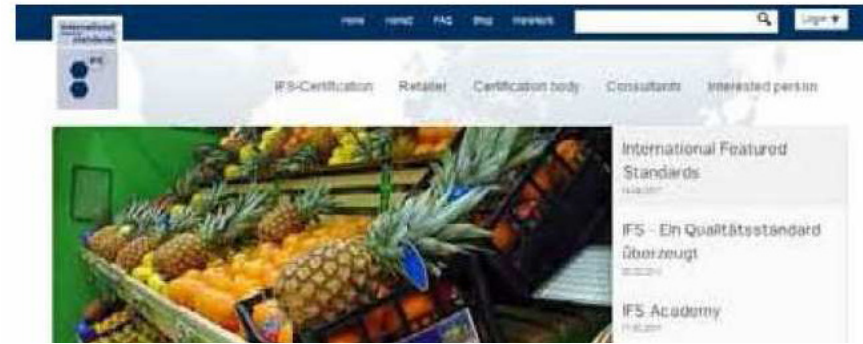 FAQ
Login
International
IFS
IFS-Certification Retailer Certification body Consultants Interested person
International Featured
Standards
IFS - Ein Qualitätsstandard
überzeugt
IFS Academy